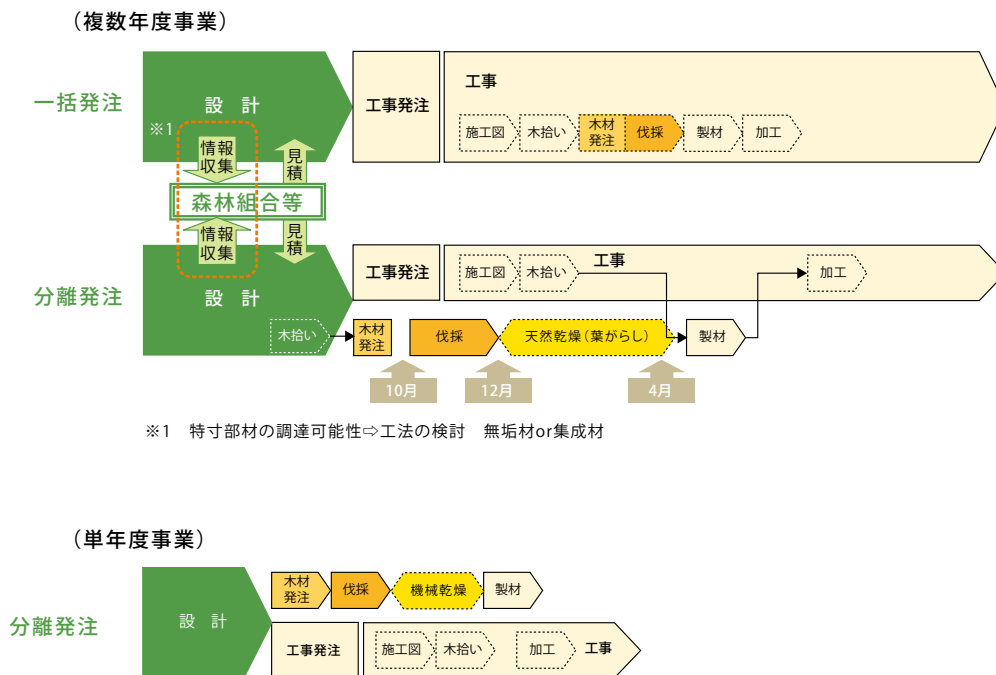 （複数年度事業）
一括発注
設　計
※1
情報
収集
見
積
工事発注
工事
施工図
木拾い
木材
発注
伐採
製材
加工
森林組合等
情報
収集
見
積
分離発注
設　計
木拾い
工事発注
施工図
木拾い
工事
加工
木材
発注
伐採
天然乾燥（葉がらし）
製材
10月
12月
4月
※1　特寸部材の調達可能性⇨工法の検討　無垢材or集成材
（単年度事業）
分離発注
設　計
木材
発注
伐採
機械乾燥
製材
工事発注
施工図
木拾い
加工
工事